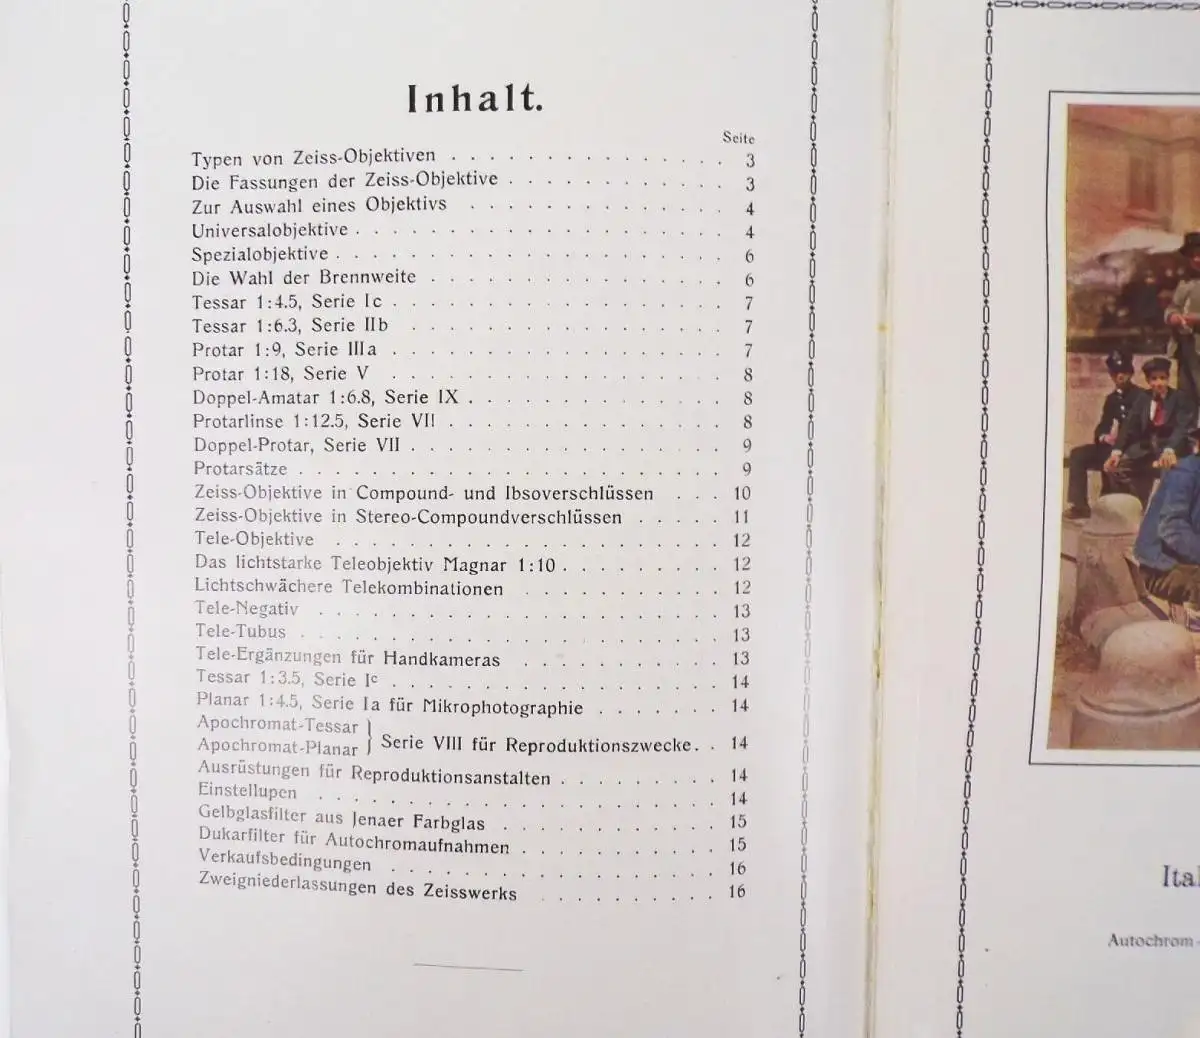 Inhalt.
Seite
Typen von Zeiss-Objektiven . . . . . . . . . . . . . . . 3
Die Fassungen der Zeiss-Objektive . . . . . . . . . . . . 3
Zur Auswahl eines Objektivs . . . . . . . . . . . . . . 4
Universalobjektive . . . . . . . . . . . . . . . . . . . 4
Spezialobjektive . . . . . . . . . . . . . . . . . . . . 6
Die Wahl der Brennweite . . . . . . . . . . . . . . . . 6
Tessar 1:4.5, Serie Ic . . . . . . . . . . . . . . . . . 7
Tessar 1:6.3, Serie IIb . . . . . . . . . . . . . . . . 7
Protar 1:9, Serie IIIa . . . . . . . . . . . . . . . . . 7
Protar 1:18, Serie V . . . . . . . . . . . . . . . . . 8
Doppel-Amatar 1:6.8, Serie IX . . . . . . . . . . . . . 8
Protarlinse 1:12.5, Serie VII . . . . . . . . . . . . . . 8
Doppel-Protar, Serie VII . . . . . . . . . . . . . . . . 9
Protarsätze . . . . . . . . . . . . . . . . . . . . . . 9
Zeiss-Objektive in Compound- und Ibsoverschlüssen . . . 10
Zeiss-Objektive in Stereo-Compoundverschlüssen . . . . . 11
Tele-Objektive . . . . . . . . . . . . . . . . . . . . 12
Das lichtstarke Teleobjektiv Magnar 1:10 . . . . . . . . . 12
Lichtschwächere Telekombinationen . . . . . . . . . . . 12
Tele-Negativ . . . . . . . . . . . . . . . . . . . . . 13
Tele-Tubus . . . . . . . . . . . . . . . . . . . . . . 13
Tele-Ergänzungen für Handkameras . . . . . . . . . . . 13
Tessar 1:3.5, Serie Ic . . . . . . . . . . . . . . . . . 14
Planar 1:4.5, Serie Ia für Mikrophotographie . . . . . . . 14
Apochromat-Tessar
Apochromat-Planar } Serie VIII für Reproduktionszwecke . . 14
Ausrüstungen für Reproduktionsanstalten . . . . . . . . . 14
Einstellupen . . . . . . . . . . . . . . . . . . . . . 14
Gelbglasfilter aus Jenaer Farbglas . . . . . . . . . . . . 15
Dukarfilter für Autochromaufnahmen . . . . . . . . . . . 15
Verkaufsbedingungen . . . . . . . . . . . . . . . . . . 16
Zweigniederlassungen des Zeisswerks . . . . . . . . . . 16
Ital
Autochrom-